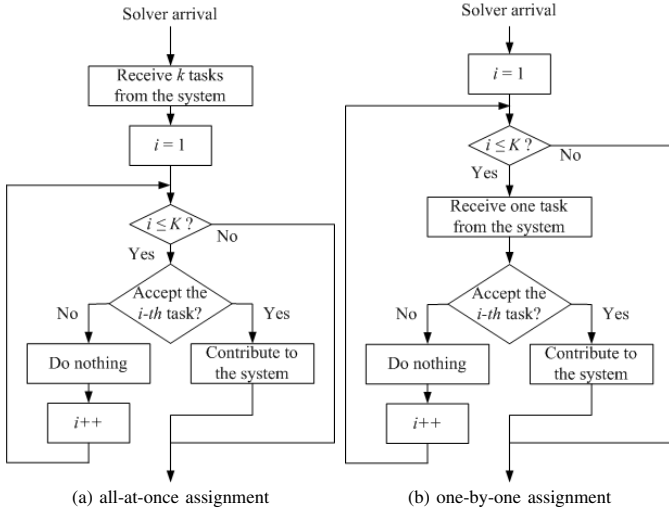 Solver arrival
Receive k tasks
from the system
i = 1
i ≤ K ?
No
Yes
Accept the
i-th task?
No
Yes
Do nothing
Contribute to
the system
i++
(a) all-at-once assignment
Solver arrival
i = 1
i ≤ K ?
No
Yes
Receive one task
from the system
Accept the
i-th task?
No
Yes
Do nothing
Contribute to
the system
i++
(b) one-by-one assignment